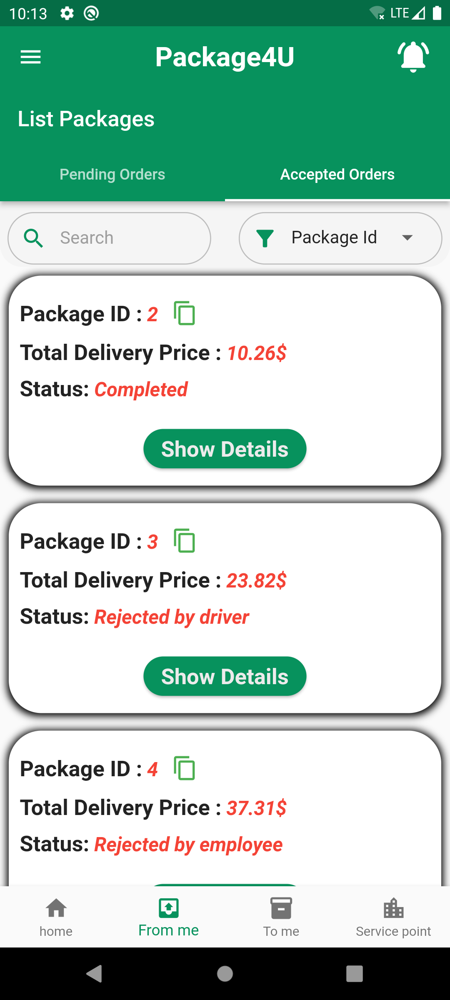 10:13
LTE
Package4U
List Packages
Pending Orders
Accepted Orders
Search
Package Id
Package ID : 2
Total Delivery Price : 10.26$
Status: Completed
Show Details
Package ID : 3
Total Delivery Price : 23.82$
Status: Rejected by driver
Show Details
Package ID : 4
Total Delivery Price : 37.31$
Status: Rejected by employee
home
From me
To me
Service point